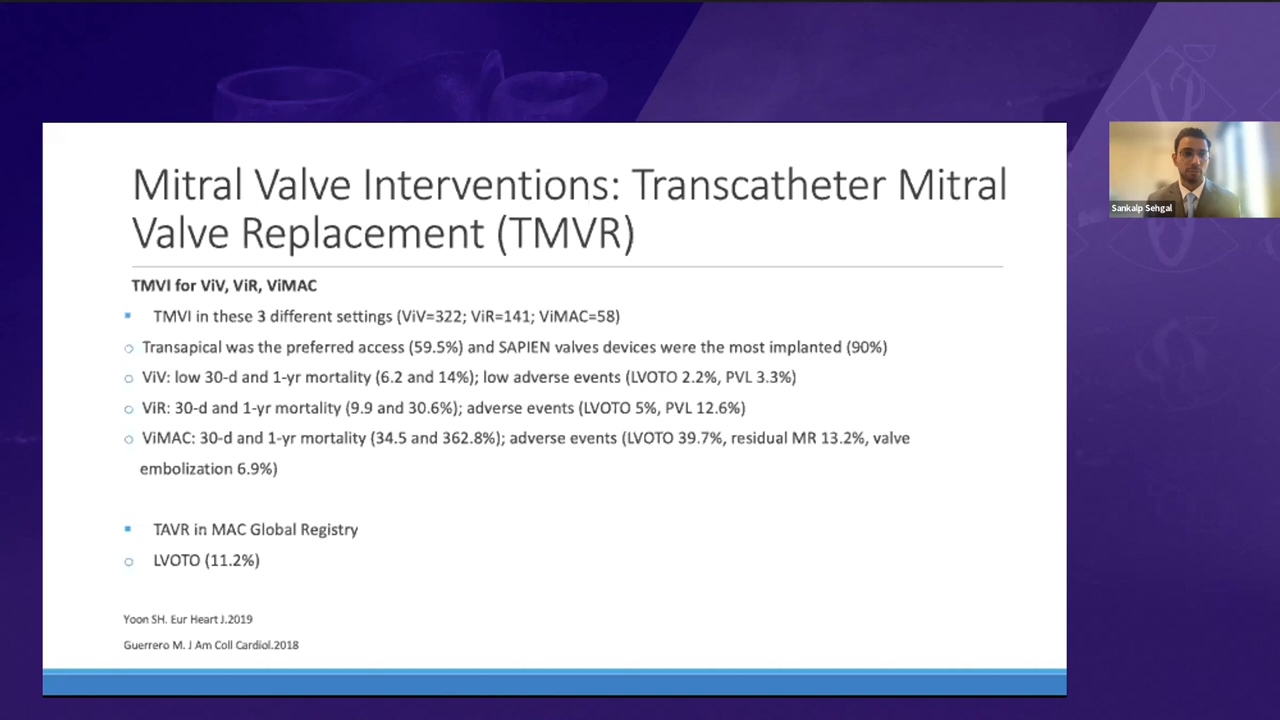 Mitral Valve Interventions: Transcatheter Mitral
Valve Replacement (TMVR)
TMVI for ViV, ViR, ViMAC
TMVI in these 3 different settings (ViV=322; ViR=141; ViMAC=58)
Transapical was the preferred access (59.5%) and SAPIEN valves devices were the most implanted (90%)
ViV: low 30-d and 1-yr mortality (6.2 and 14%); low adverse events (LVOTO 2.2%, PVL 3.3%)
ViR: 30-d and 1-yr mortality (9.9 and 30.6%); adverse events (LVOTO 5%, PVL 12.6%)
ViMAC: 30-d and 1-yr mortality (34.5 and 362.8%); adverse events (LVOTO 39.7%, residual MR 13.2%, valve
embolization 6.9%)
TAVR in MAC Global Registry
LVOTO (11.2%)
Yoon SH. Eur Heart J.2019
Guerrero M. J Am Coll Cardiol.2018
Sankalp Sehgal